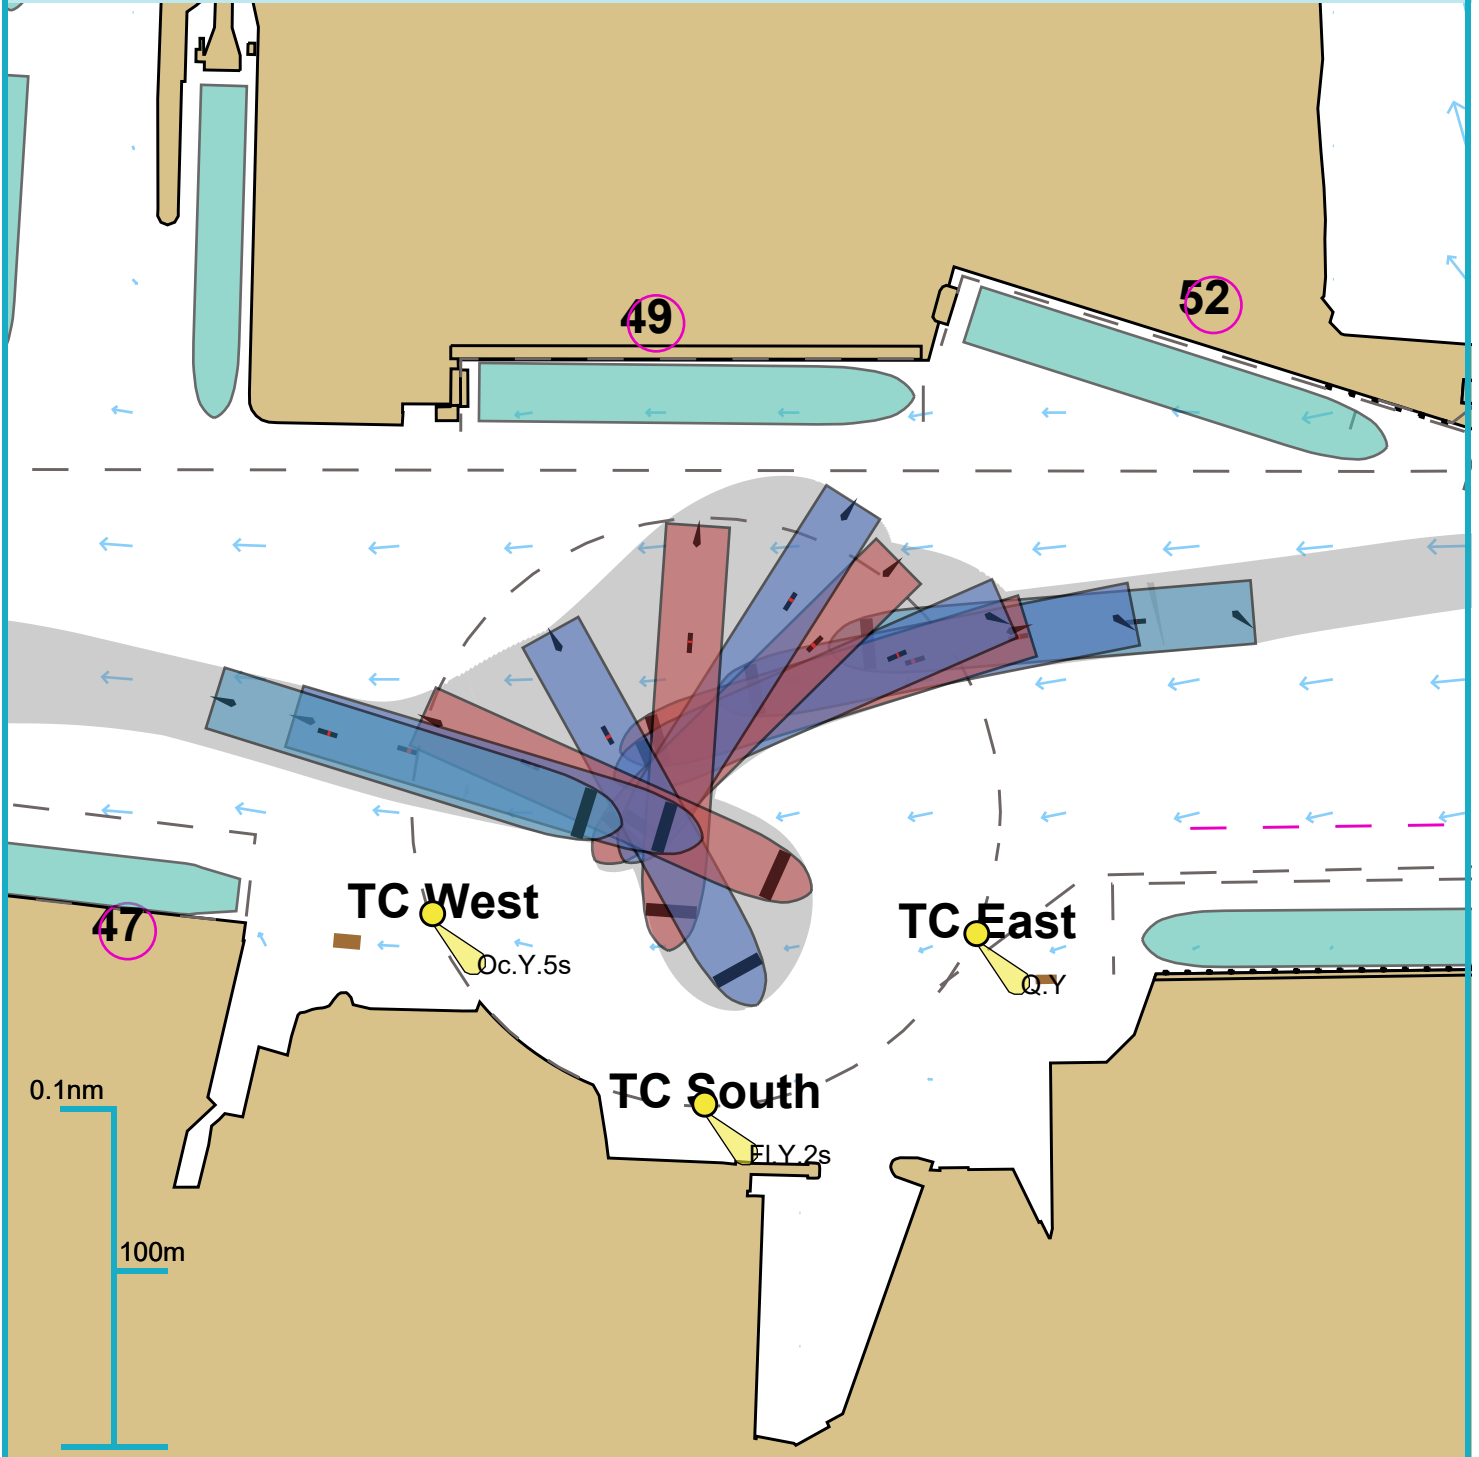 52
49
TC West
47
TC East
Oc.Y.5s
Q.Y
TC South
0.1nm
Fl.Y.2s
100m